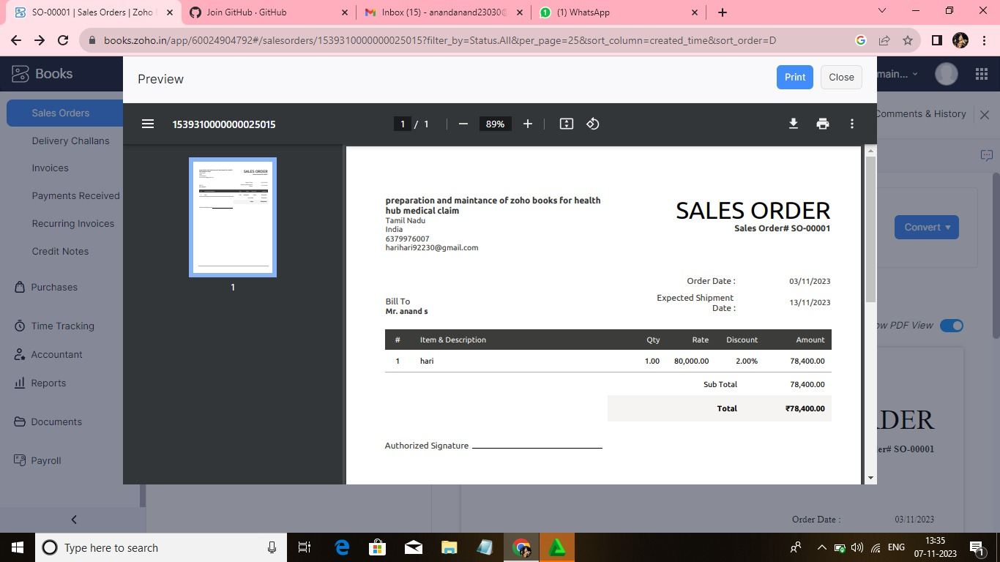 SO-00001 | Sales Orders | Zoho
Join GitHub · GitHub
Inbox (15) - anandanand23030@
(1) WhatsApp
books.zoho.in/app/60024904792#/salesorders/1539310000000025015?filter_by=Status.All&per_page=25&sort_column=created_time&sort_order=D
Books
Preview
Print
Close
main...
Sales Orders
Delivery Challans
Invoices
Payments Received
Recurring Invoices
Credit Notes
Purchases
Time Tracking
Accountant
Reports
Documents
Payroll
1539310000000025015
1 / 1
89%
Comments & History
Convert
ow PDF View
1
preparation and maintance of zoho books for health
hub medical claim
Tamil Nadu
India
6379976007
harihari92230@gmail.com
SALES ORDER
Sales Order# SO-00001
Order Date :
03/11/2023
Expected Shipment
Date :
13/11/2023
Bill To
Mr. anand s
# Item & Description Qty Rate Discount Amount
1 hari 1.00 80,000.00 2.00% 78,400.00
Sub Total 78,400.00
Total ₹78,400.00
Authorized Signature
DER
er# SO-00001
Order Date :
03/11/2023
Type here to search
ENG
13:35
07-11-2023
1